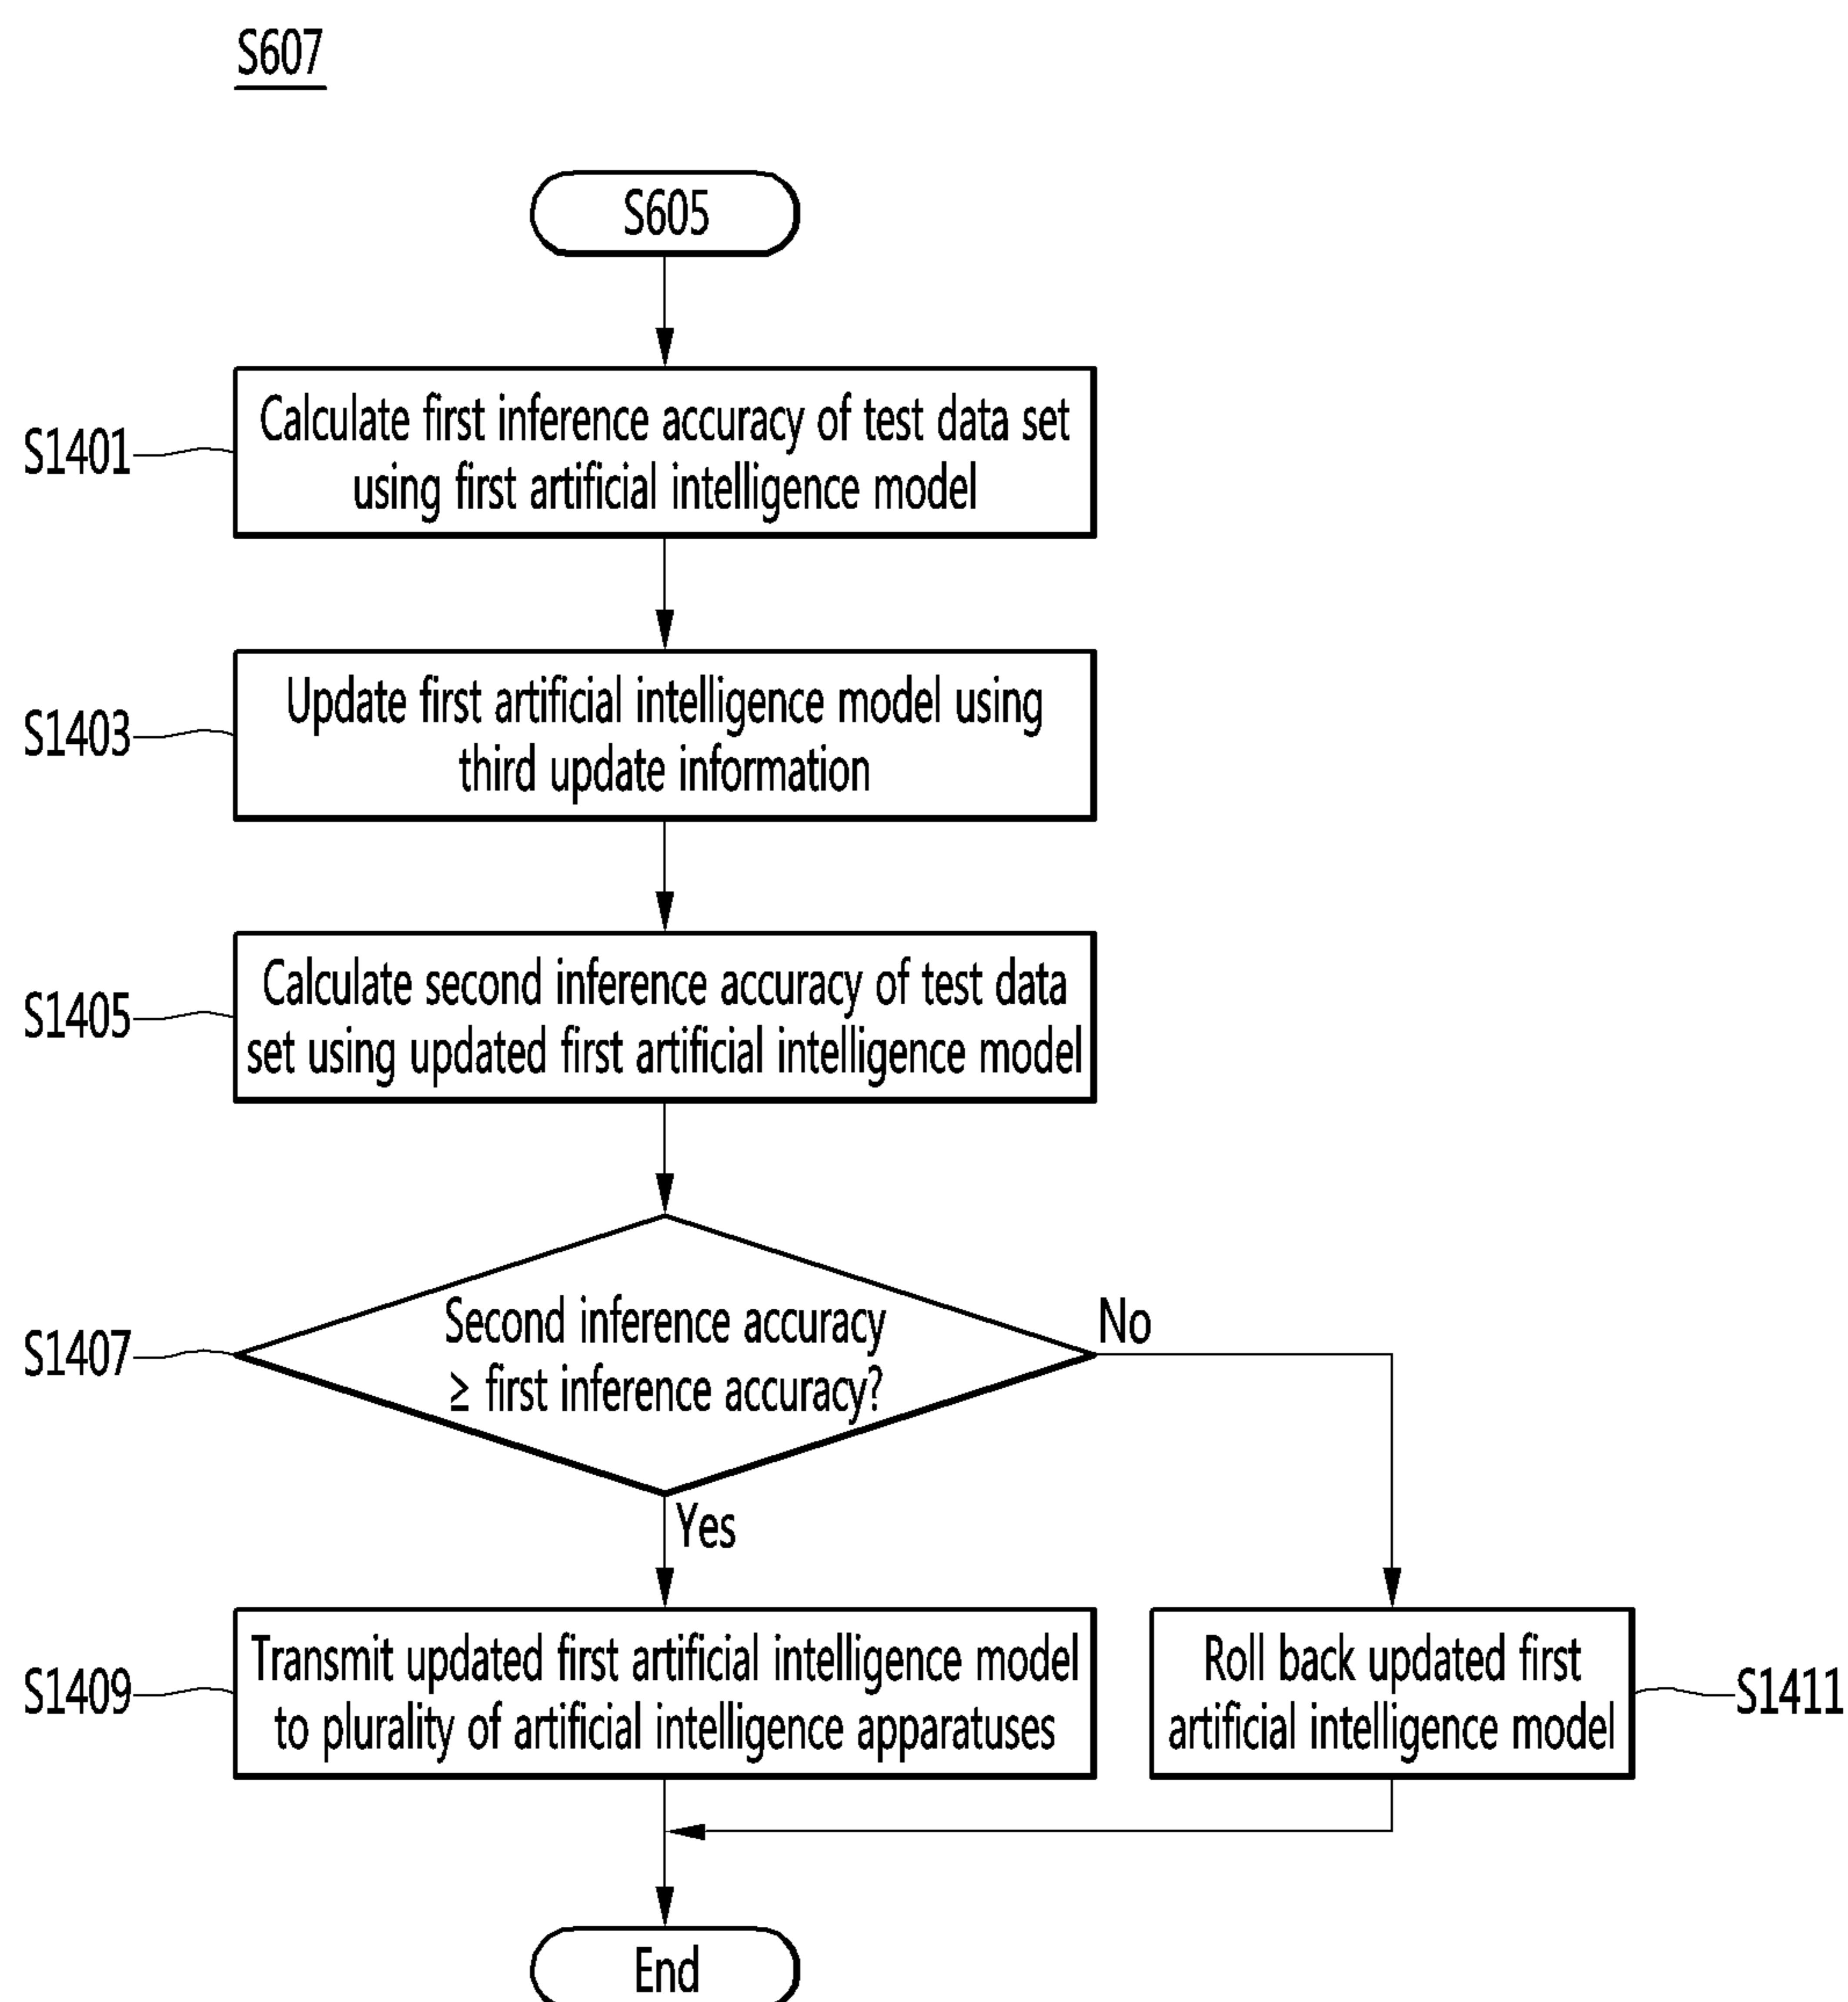 S607
S605
S1401
Calculate first inference accuracy of test data set
using first artificial intelligence model
S1403
Update first artificial intelligence model using
third update information
S1405
Calculate second inference accuracy of test data
set using updated first artificial intelligence model
S1407
Second inference accuracy
≥ first inference accuracy?
No
Yes
S1409
Transmit updated first artificial intelligence model
to plurality of artificial intelligence apparatuses
Roll back updated first
artificial intelligence model
S1411
End